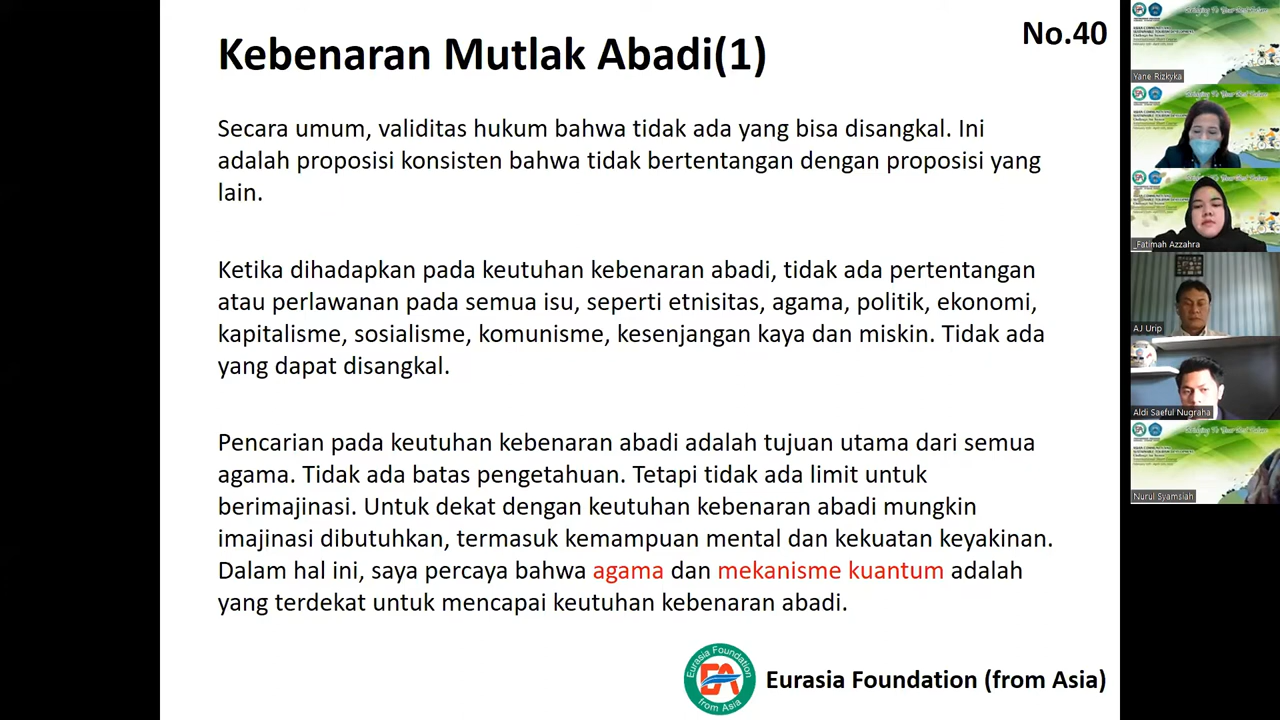 Kebenaran Mutlak Abadi(1)
No.40
Secara umum, validitas hukum bahwa tidak ada yang bisa disangkal. Ini
adalah proposisi konsisten bahwa tidak bertentangan dengan proposisi yang
lain.
Ketika dihadapkan pada keutuhan kebenaran abadi, tidak ada pertentangan
atau perlawanan pada semua isu, seperti etnisitas, agama, politik, ekonomi,
kapitalisme, sosialisme, komunisme, kesenjangan kaya dan miskin. Tidak ada
yang dapat disangkal.
Pencarian pada keutuhan kebenaran abadi adalah tujuan utama dari semua
agama. Tidak ada batas pengetahuan. Tetapi tidak ada limit untuk
berimajinasi. Untuk dekat dengan keutuhan kebenaran abadi mungkin
imajinasi dibutuhkan, termasuk kemampuan mental dan kekuatan keyakinan.
Dalam hal ini, saya percaya bahwa agama dan mekanisme kuantum adalah
yang terdekat untuk mencapai keutuhan kebenaran abadi.
Eurasia Foundation
from Asia
Eurasia Foundation (from Asia)
Yane Rizkyka
_Fatimah Azzahra
AJ Urip
Aldi Saeful Nugraha
Nurul Syamsiah